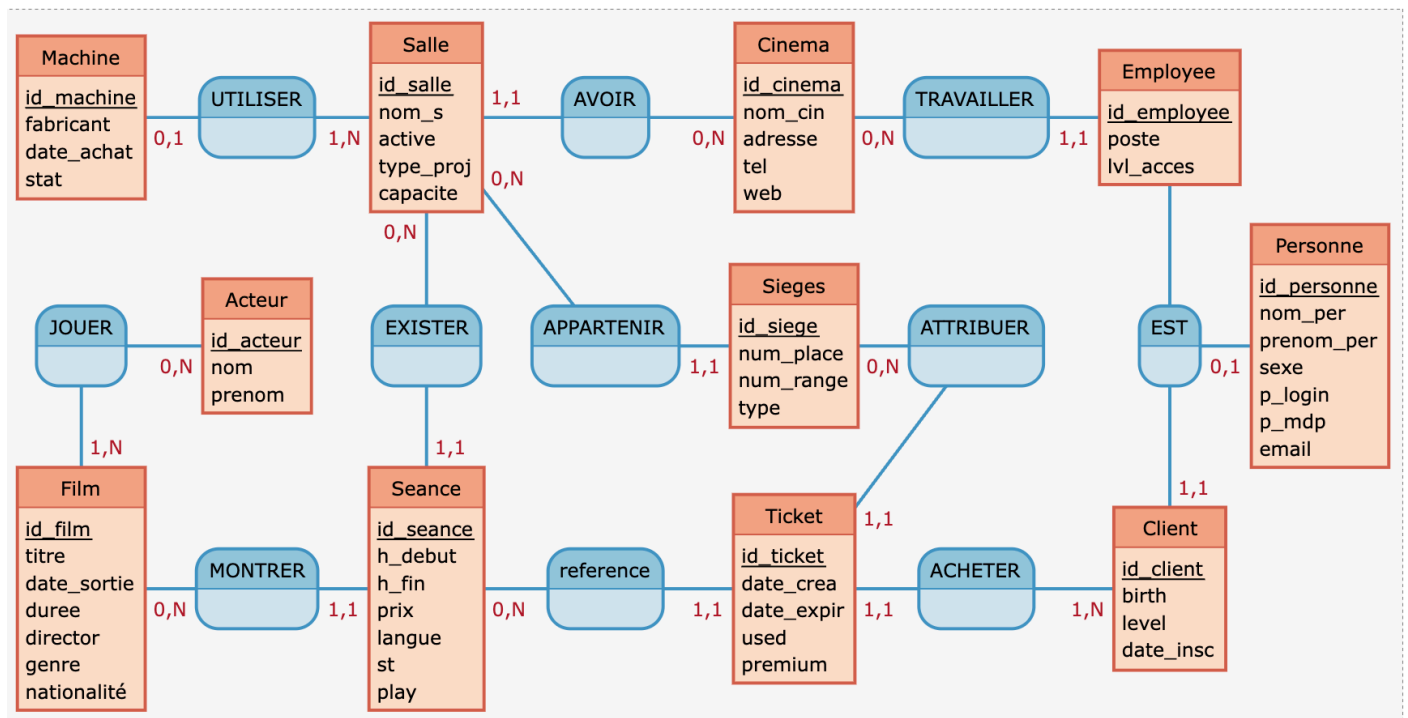 Machine
id_machine
fabricant
date_achat
stat
0,1
UTILISER
1,N
Salle
id_salle
nom_s
active
type_proj
capacite
1,1
AVOIR
0,N
Cinema
id_cinema
nom_cin
adresse
tel
web
0,N
TRAVAILLER
1,1
Employee
id_employee
poste
lvl_acces
0,N
0,N
JOUER
0,N
Acteur
id_acteur
nom
prenom
EXISTER
APPARTENIR
1,1
Sieges
id_siege
num_place
num_range
type
0,N
ATTRIBUER
EST
0,1
Personne
id_personne
nom_per
prenom_per
sexe
p_login
p_mdp
email
1,N
1,1
1,1
1,1
Film
id_film
titre
date_sortie
duree
director
genre
nationalité
0,N
MONTRER
1,1
Seance
id_seance
h_debut
h_fin
prix
langue
st
play
0,N
reference
1,1
Ticket
id_ticket
date_crea
date_expir
used
premium
1,1
ACHETER
1,N
Client
id_client
birth
level
date_insc